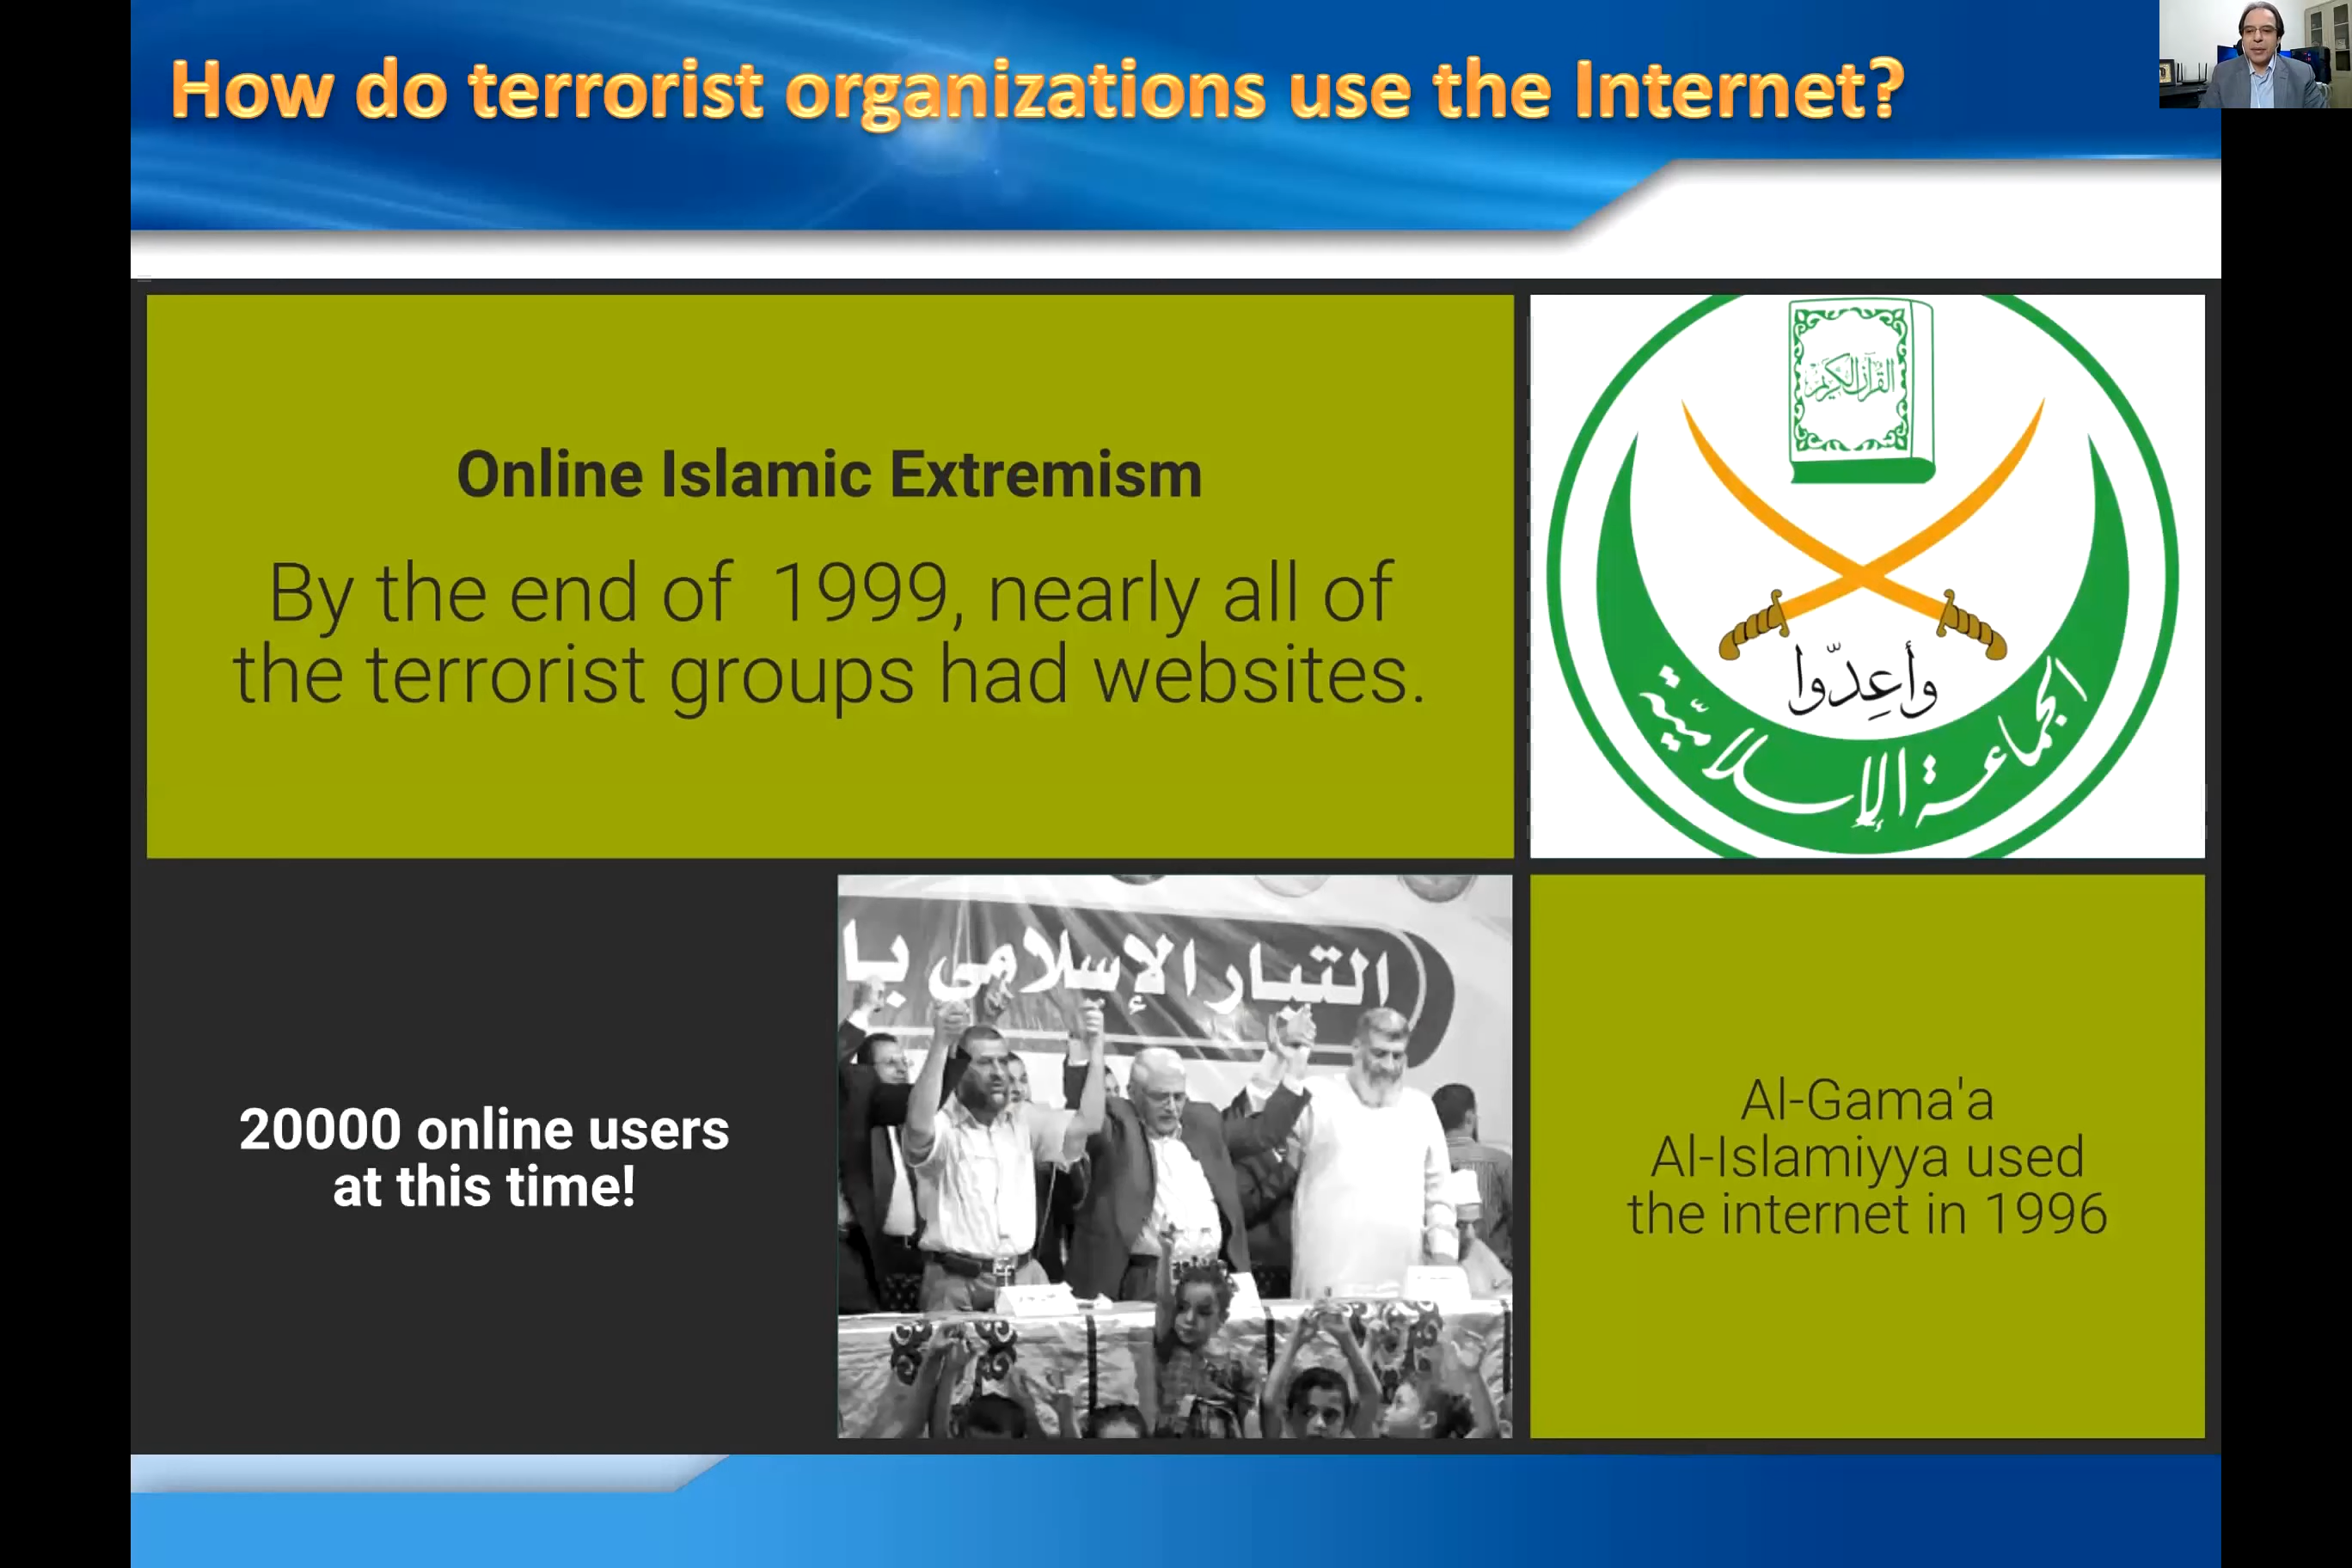 How do terrorist organizations use the Internet?
Online Islamic Extremism
By the end of 1999, nearly all of
the terrorist groups had websites.
القرآن الكريم
وأعِدّوا
الجماعة الإسلاميّة
20000 online users
at this time!
التيار الإسلامى با
Al-Gama'a
Al-Islamiyya used
the internet in 1996